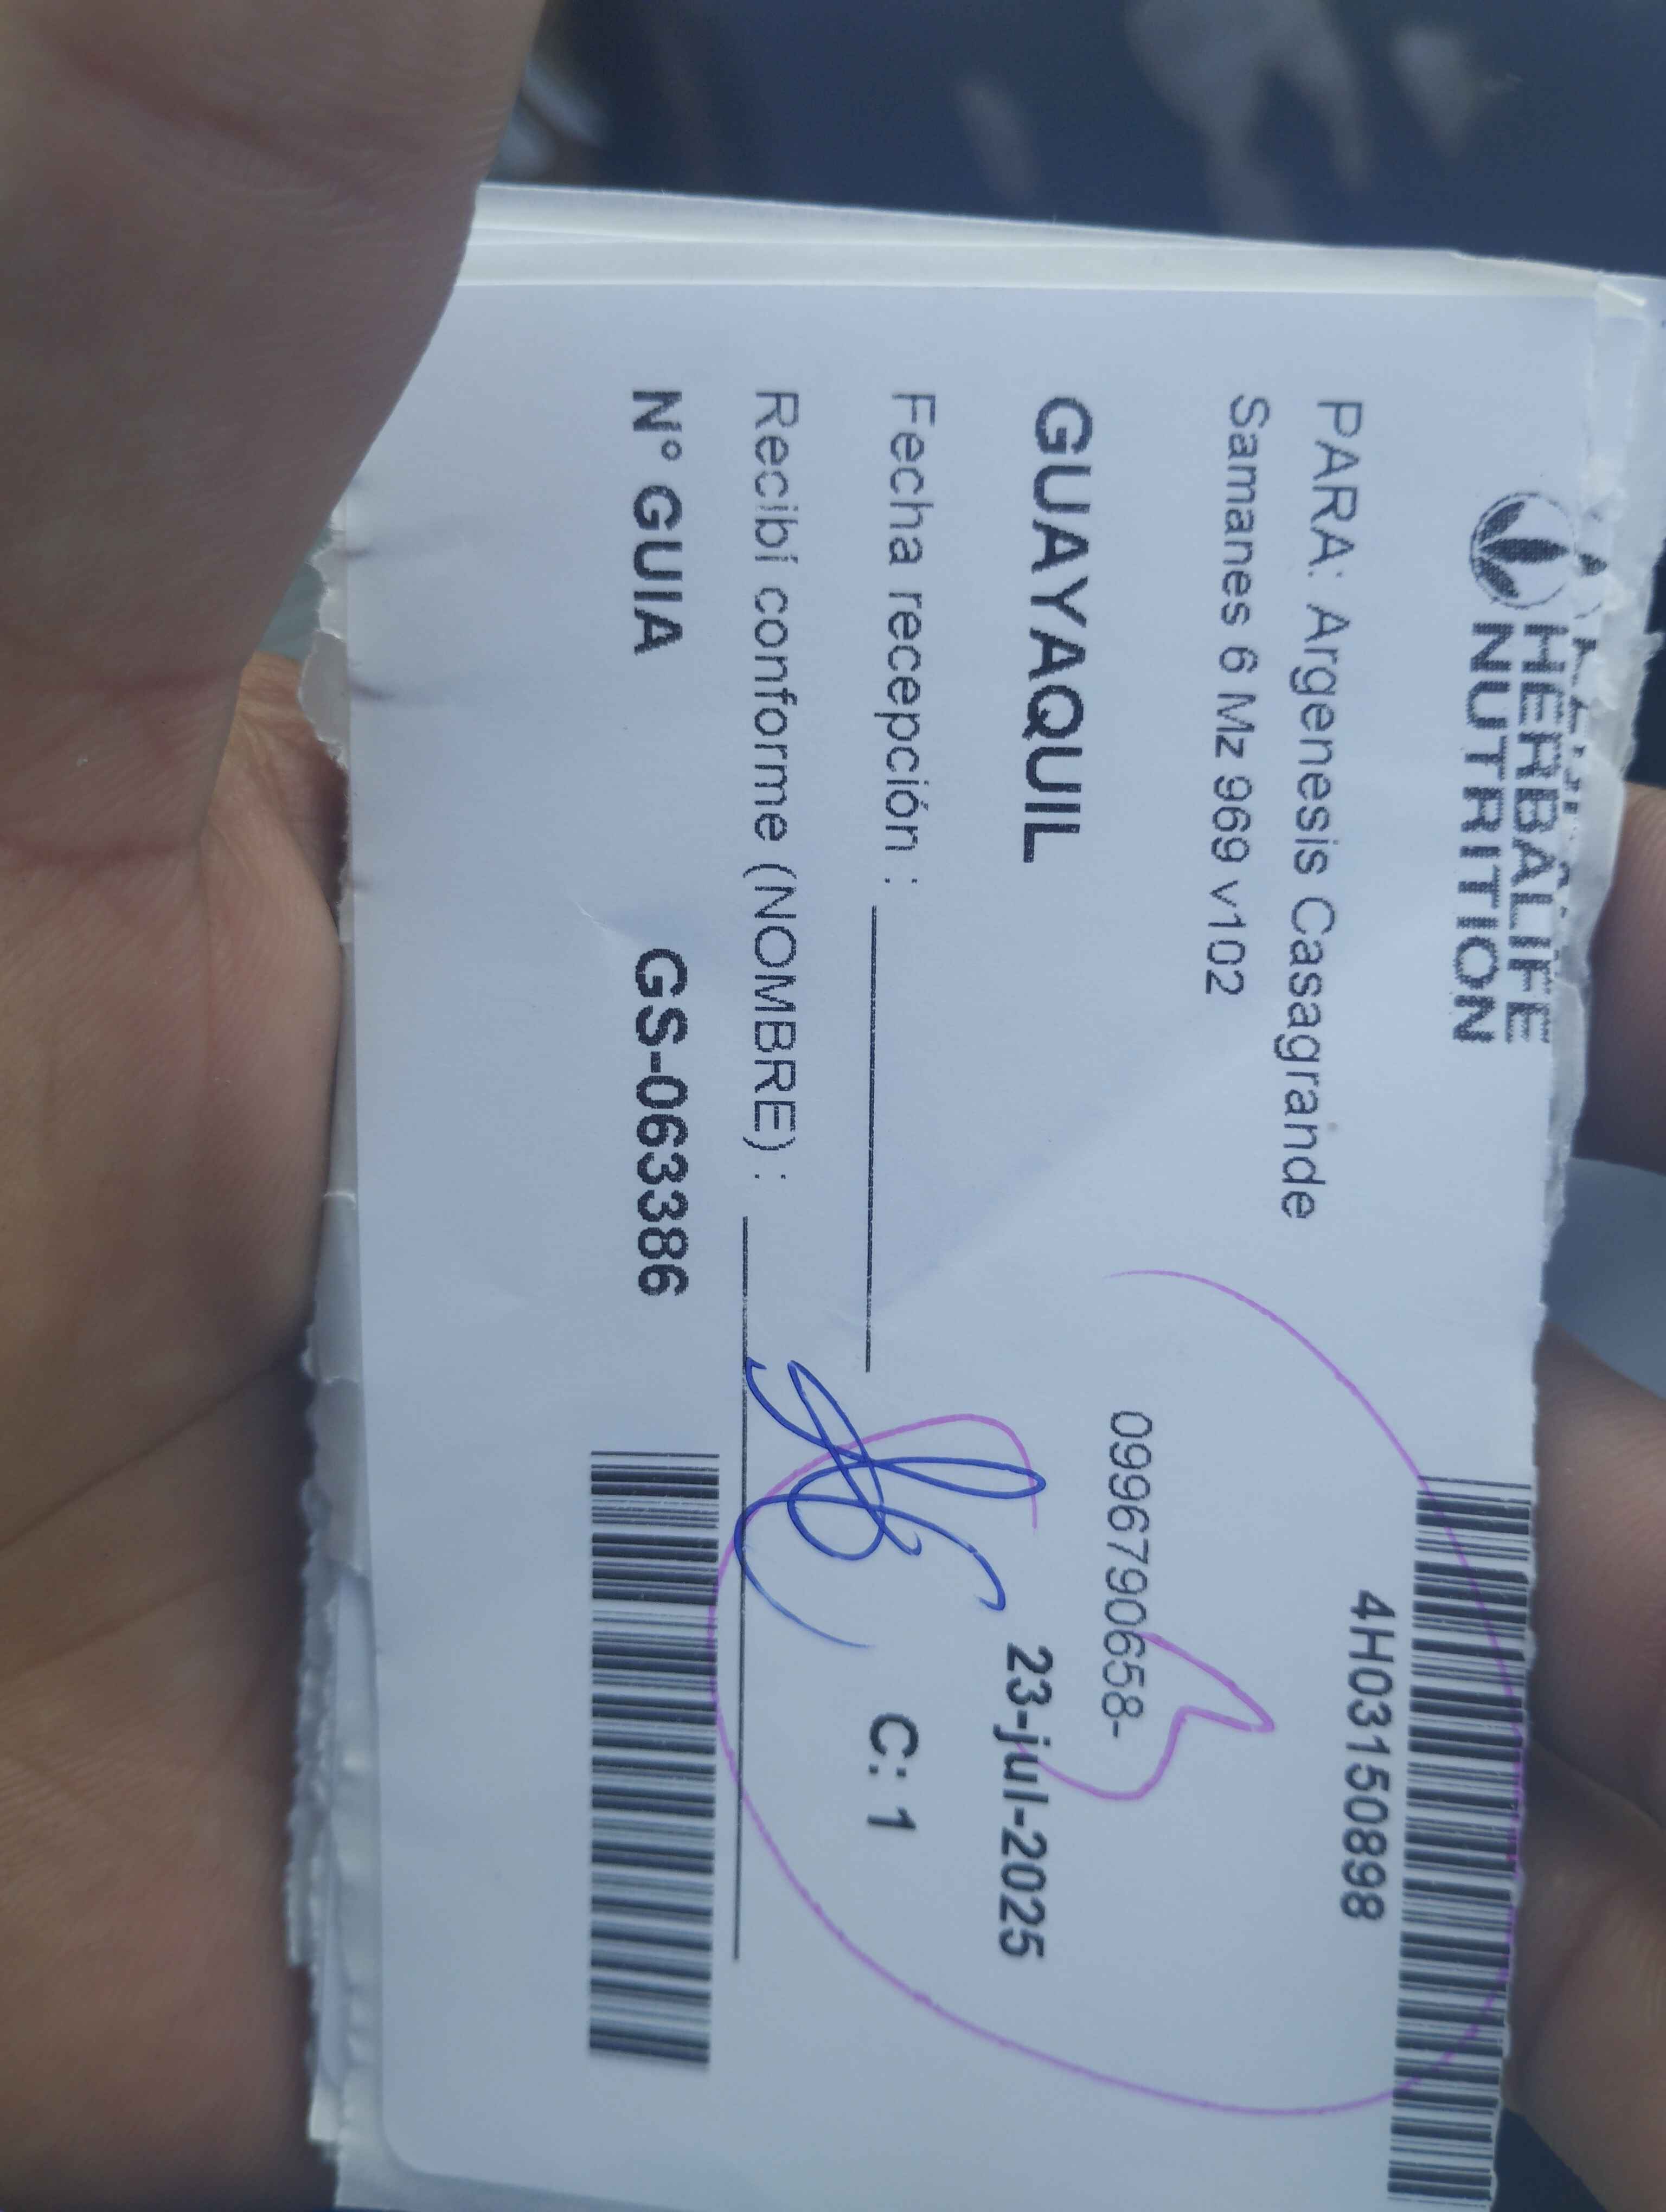 HERBALIFE
NUTRITION
4H03150898
PARA: Argenesis Casagrande
Samanes 6 Mz 969 v102
0996790658-
GUAYAQUIL
23-jul-2025
Fecha recepción :
C: 1
Recibí conforme (NOMBRE) :
N° GUIA GS-063386